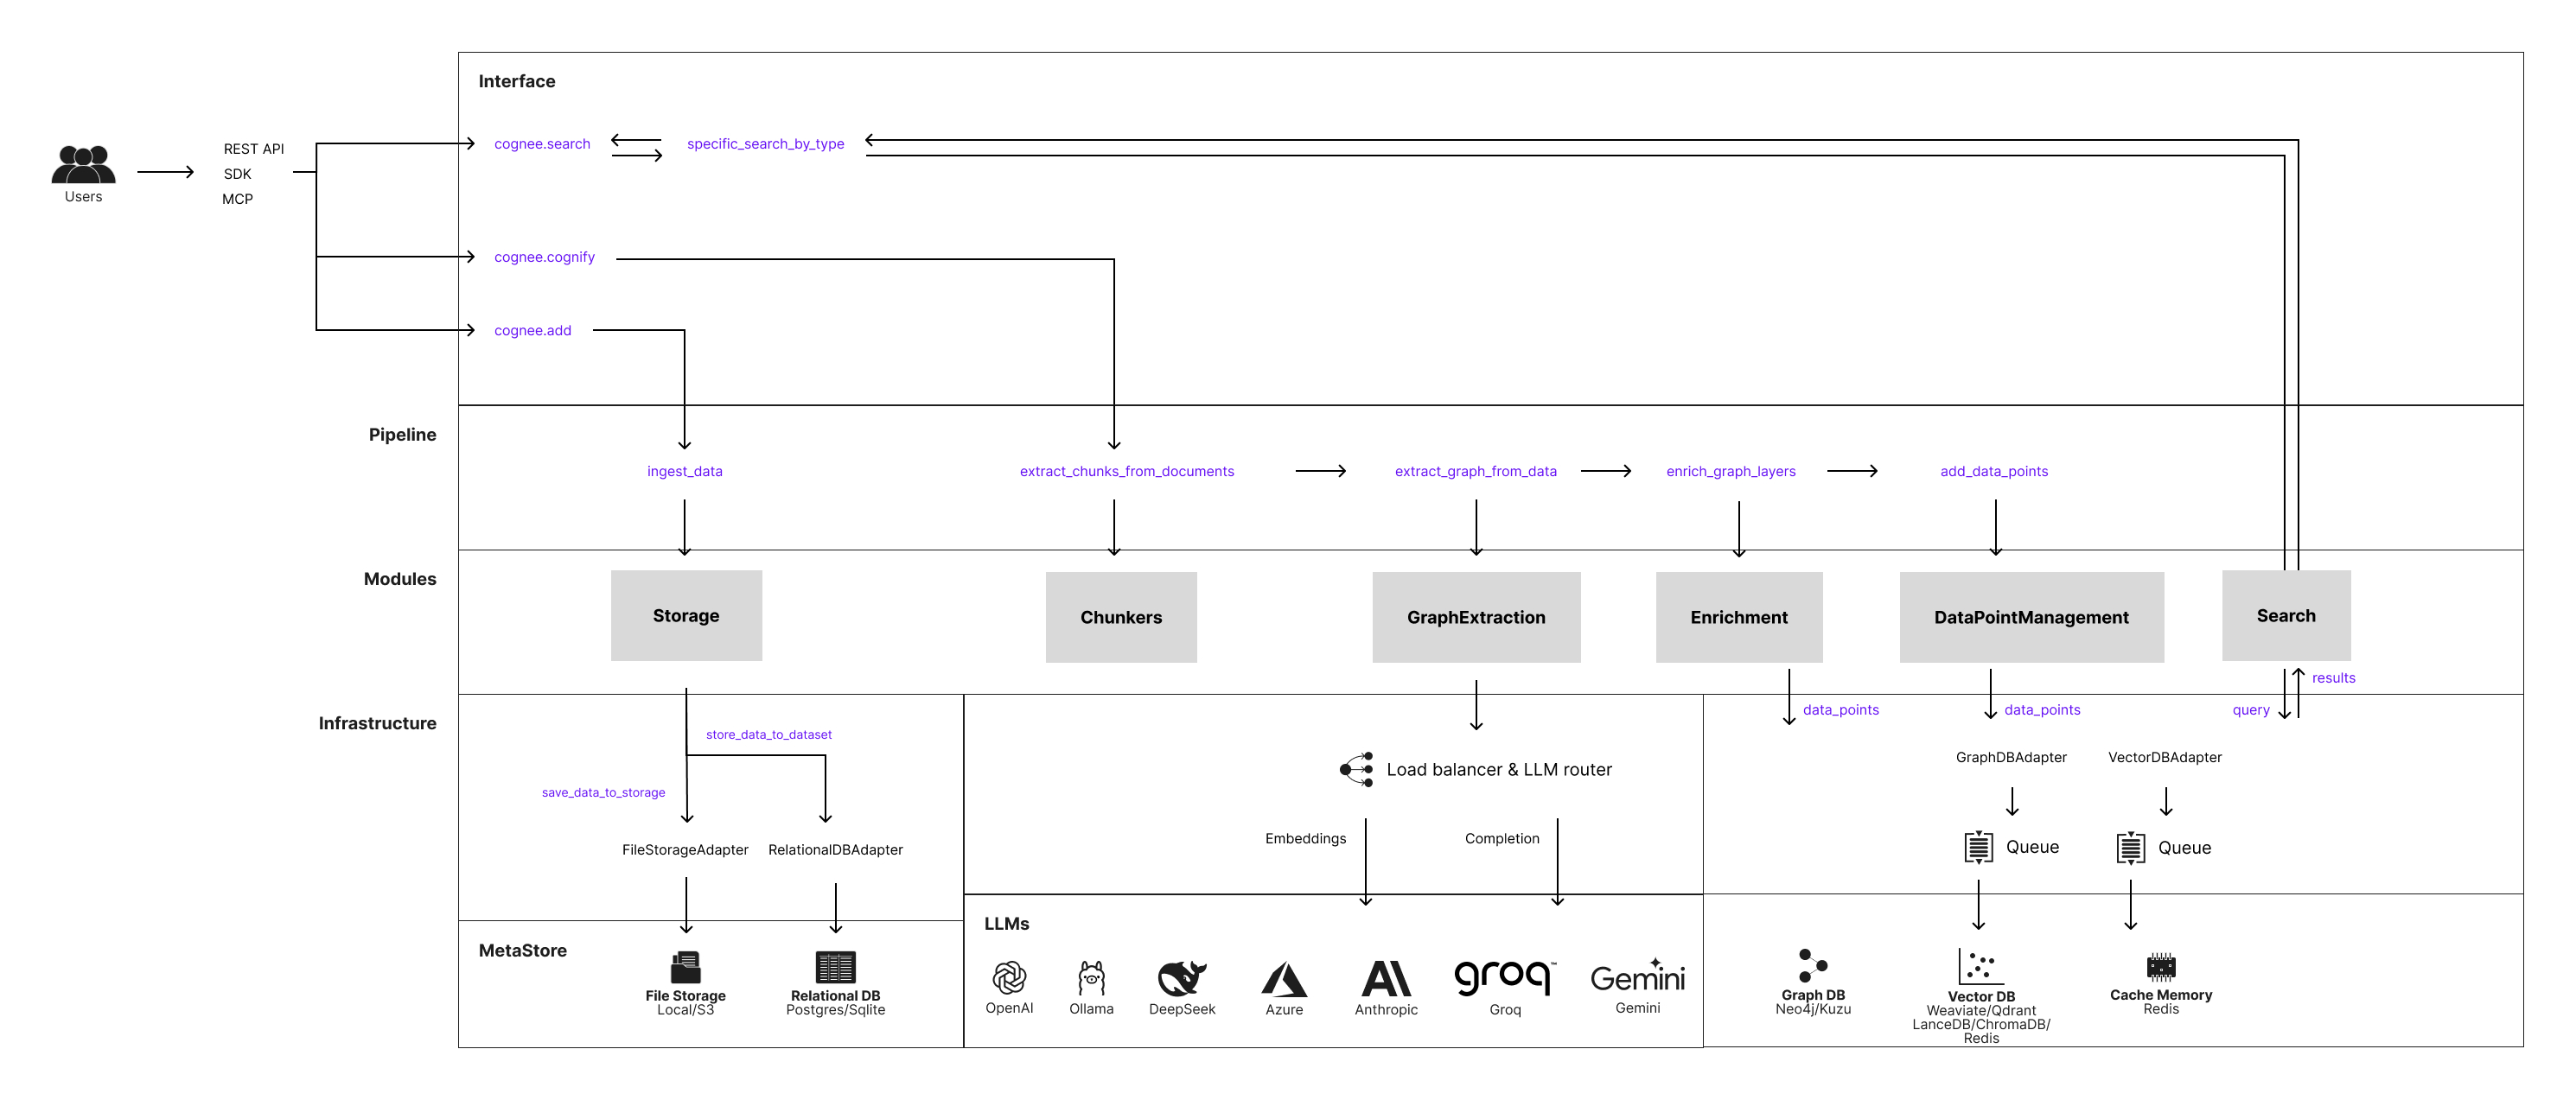 Interface
Users
REST API
SDK
MCP
cognee.search
specific_search_by_type
cognee.cognify
cognee.add
Pipeline
ingest_data
extract_chunks_from_documents
extract_graph_from_data
enrich_graph_layers
add_data_points
Modules
Storage
Chunkers
GraphExtraction
Enrichment
DataPointManagement
Search
results
Infrastructure
store_data_to_dataset
save_data_to_storage
FileStorageAdapter
RelationalDBAdapter
Load balancer & LLM router
Embeddings
Completion
data_points
data_points
query
GraphDBAdapter
VectorDBAdapter
Queue
Queue
MetaStore
File Storage
Local/S3
Relational DB
Postgres/Sqlite
LLMs
OpenAI
Ollama
DeepSeek
Azure
Anthropic
groq™
Groq
Gemini
Gemini
Graph DB
Neo4j/Kuzu
Vector DB
Weaviate/Qdrant
LanceDB/ChromaDB/
Redis
Cache Memory
Redis